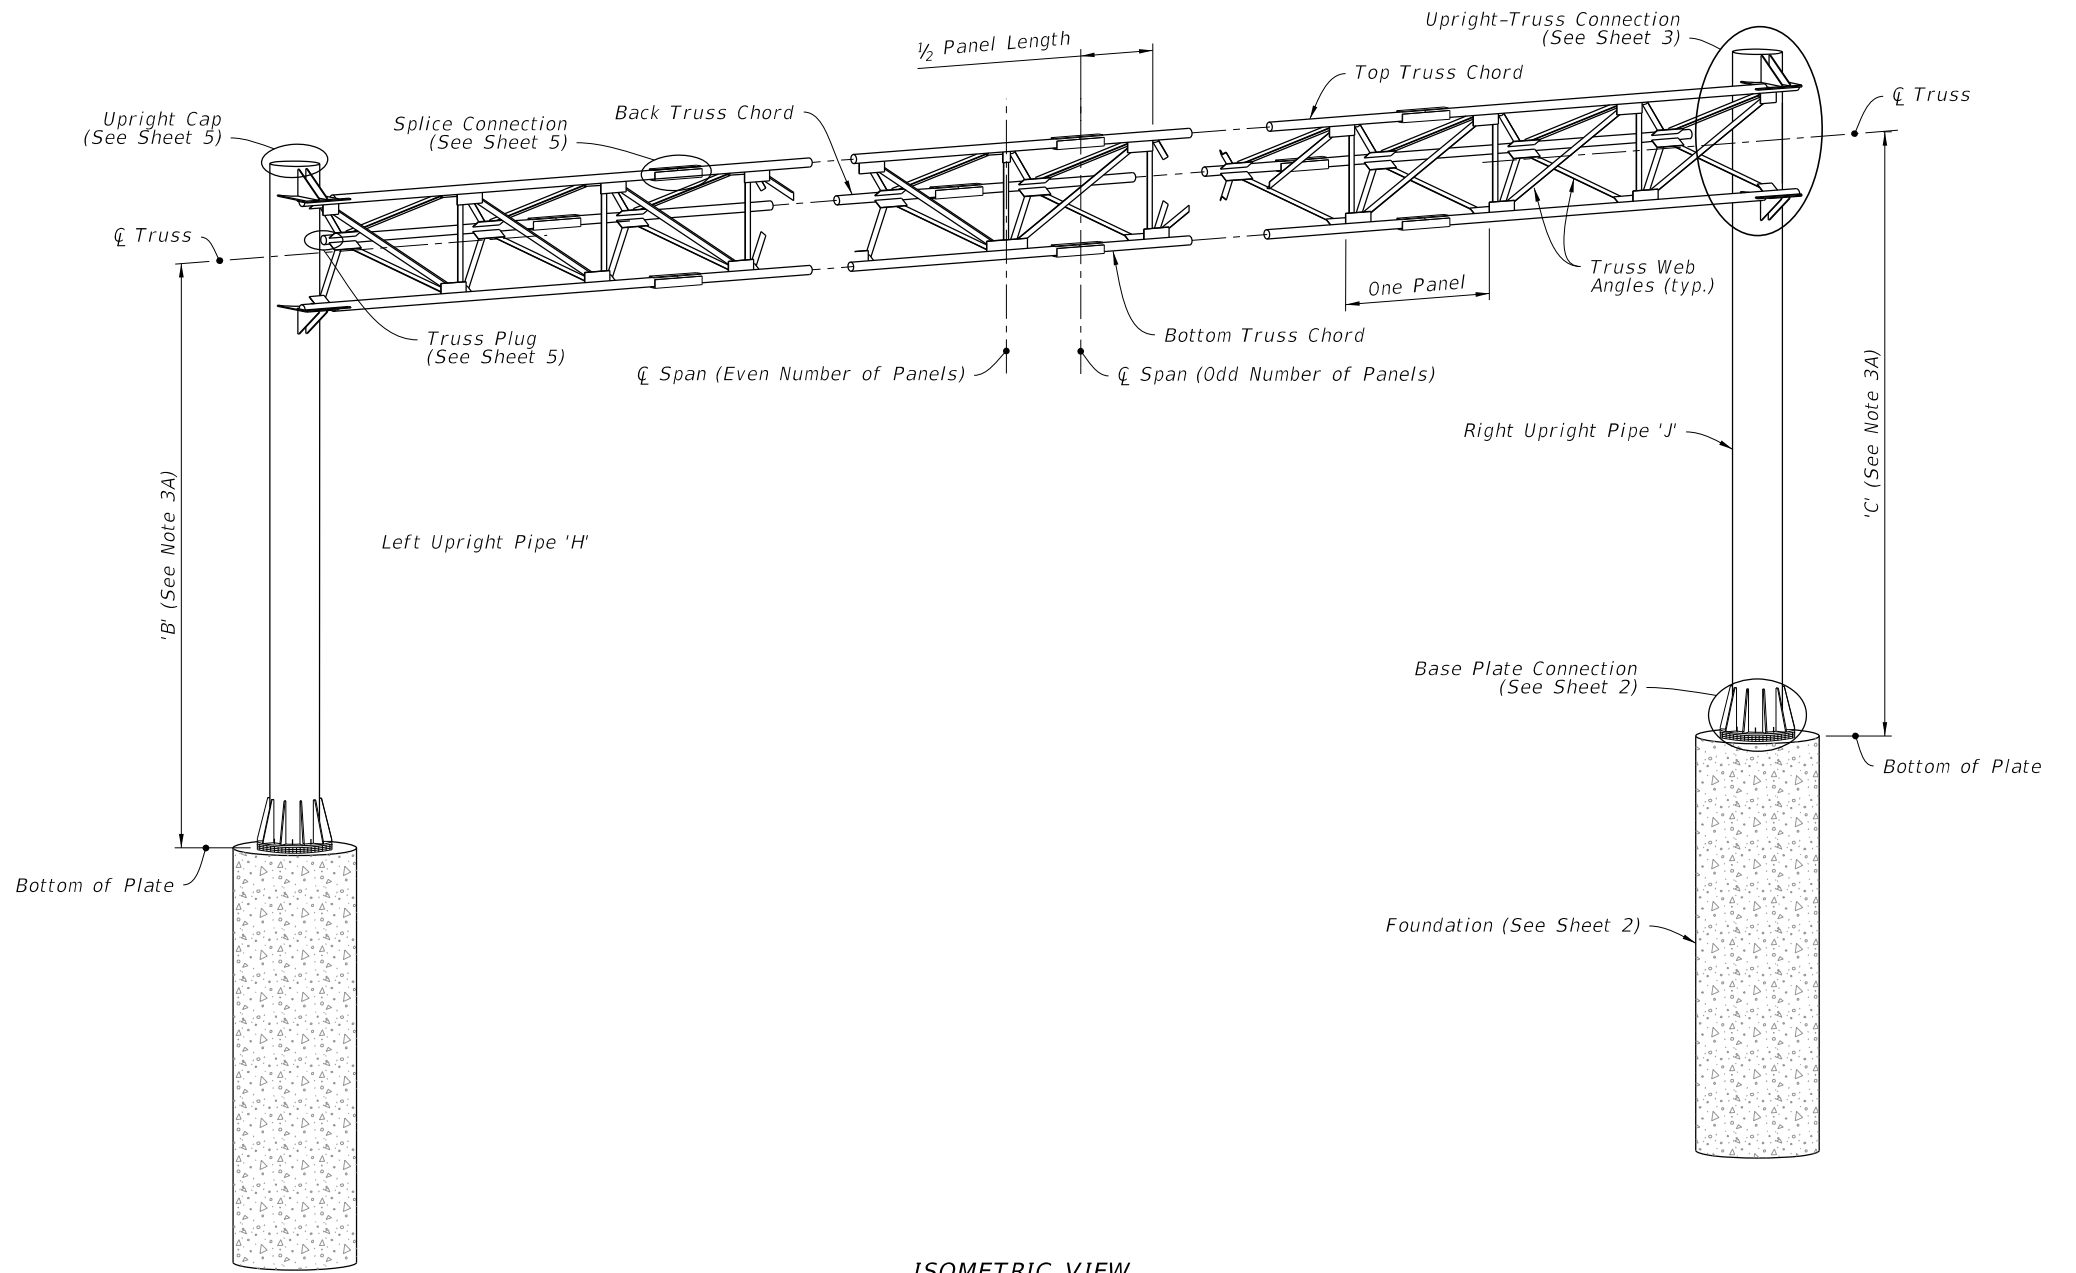 Upright-Truss Connection
(See Sheet 3)
½ Panel Length
Top Truss Chord
℄ Truss
Back Truss Chord
Upright Cap
(See Sheet 5)
Splice Connection
(See Sheet 5)
℄ Truss
Truss Web
Angles (typ.)
One Panel
Truss Plug
(See Sheet 5)
Bottom Truss Chord
℄ Span (Even Number of Panels)
℄ Span (Odd Number of Panels)
Right Upright Pipe 'J'
'C' (See Note 3A)
'B' (See Note 3A)
Left Upright Pipe 'H'
Base Plate Connection
(See Sheet 2)
Bottom of Plate
Bottom of Plate
Foundation (See Sheet 2)
ISOMETRIC VIEW